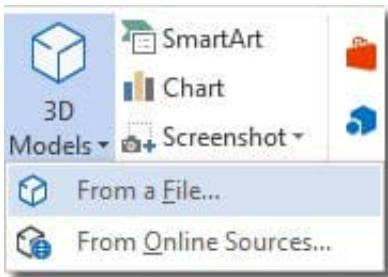 SmartArt
Chart
3D
Models
Screenshot
From a File...
From Online Sources...